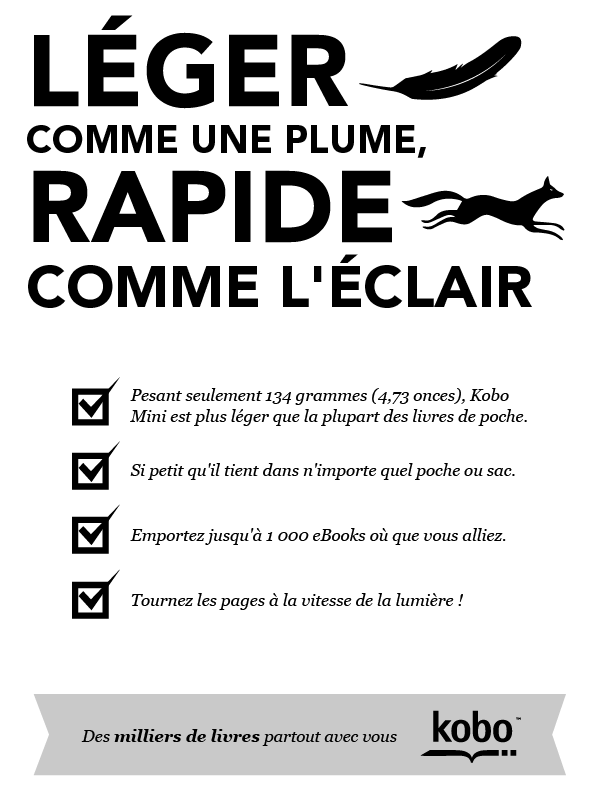 LÉGER
COMME UNE PLUME,
RAPIDE
COMME L'ÉCLAIR
Pesant seulement 134 grammes (4,73 onces), Kobo
Mini est plus léger que la plupart des livres de poche.
Si petit qu'il tient dans n'importe quel poche ou sac.
Emportez jusqu'à 1 000 eBooks où que vous alliez.
Tournez les pages à la vitesse de la lumière !
Des milliers de livres partout avec vous
kobo™